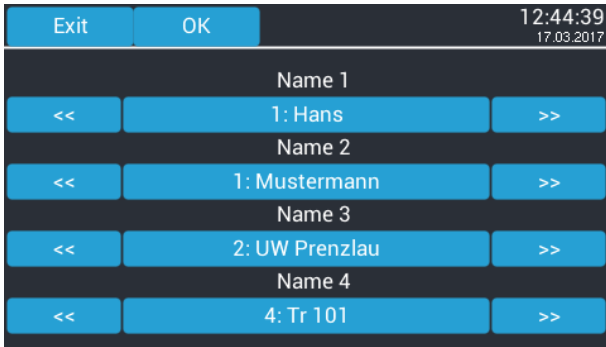 Exit OK 12:44:39
17.03.2017
Name 1
<< 1: Hans >>
Name 2
<< 1: Mustermann >>
Name 3
<< 2: UW Prenzlau >>
Name 4
<< 4: Tr 101 >>